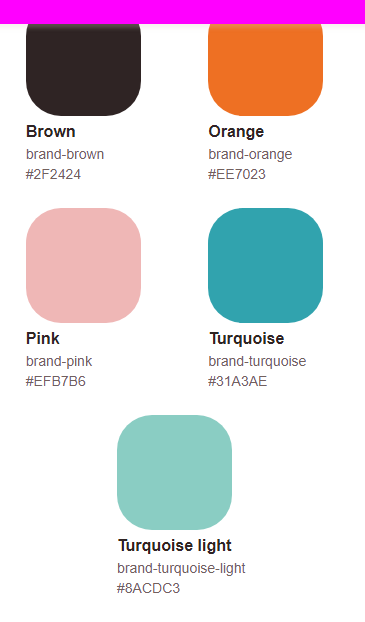 Brown
brand-brown
#2F2424
Orange
brand-orange
#EE7023
Pink
brand-pink
#EFB7B6
Turquoise
brand-turquoise
#31A3AE
Turquoise light
brand-turquoise-light
#8ACDC3